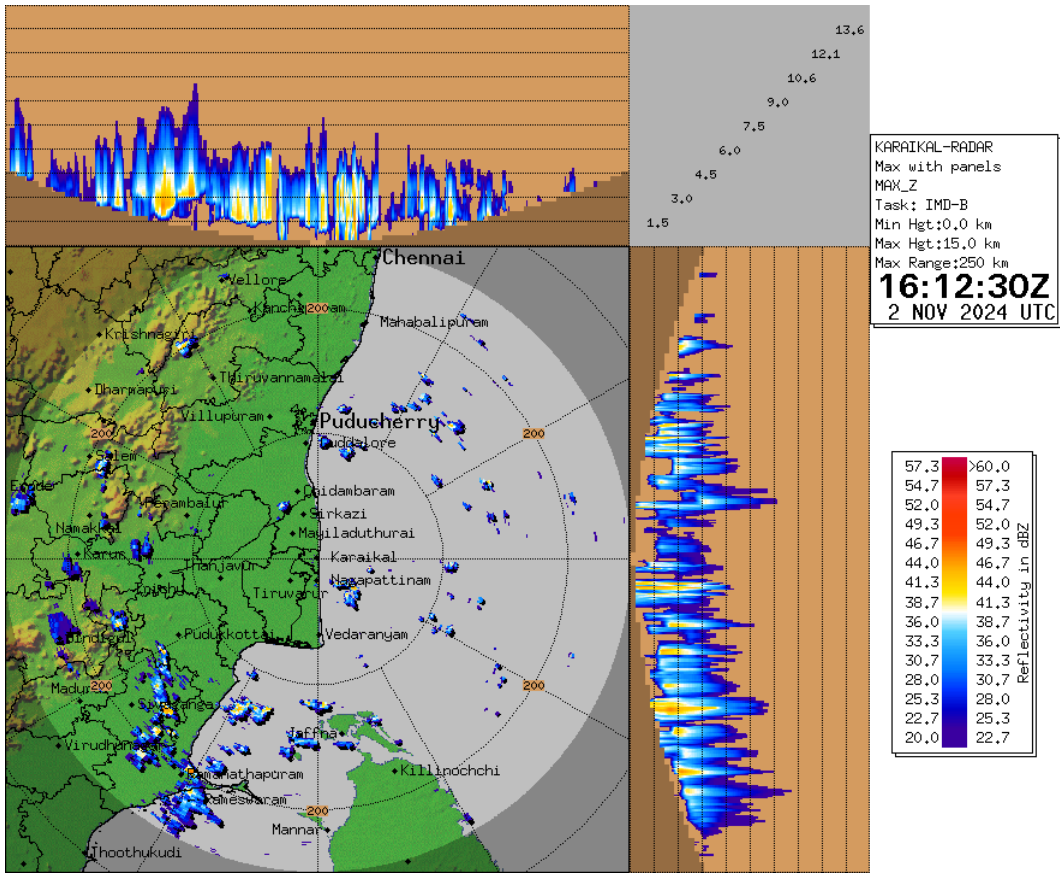 13.6
12.1
10.6
9.0
7.5
6.0
4.5
3.0
1.5
KARAIKAL-RADAR
Max with panels
MAX_Z
Task: IMD-B
Min Hgt:0.0 km
Max Hgt:15.0 km
Max Range:250 km
16:12:30Z
2 NOV 2024 UTC
Chennai
Vellore
200
Mahabalipuram
Krishnagiri
Thiruvannamalai
Dharmapuri
Villupuram
Puducherry
200
200
Cuddalore
Salem
Erode
Chidambaram
Perambalur
Sirkazi
Namakkal
Mayiladuthurai
Karur
Karaikal
Thanjavur
Nagapattinam
Tiruvarur
Pudukkottai
Vedaranyam
Dindigul
200
200
Sivaganga
Jaffna
Virudhunagar
Ramanathapuram
Killinochchi
Rameswaram
200
Mannar
Thoothukudi
57.3 >60.0
54.7 57.3
52.0 54.7
49.3 52.0
46.7 49.3
44.0 46.7
41.3 44.0
38.7 41.3
36.0 38.7
33.3 36.0
30.7 33.3
28.0 30.7
25.3 28.0
22.7 25.3
20.0 22.7
Reflectivity in dBZ